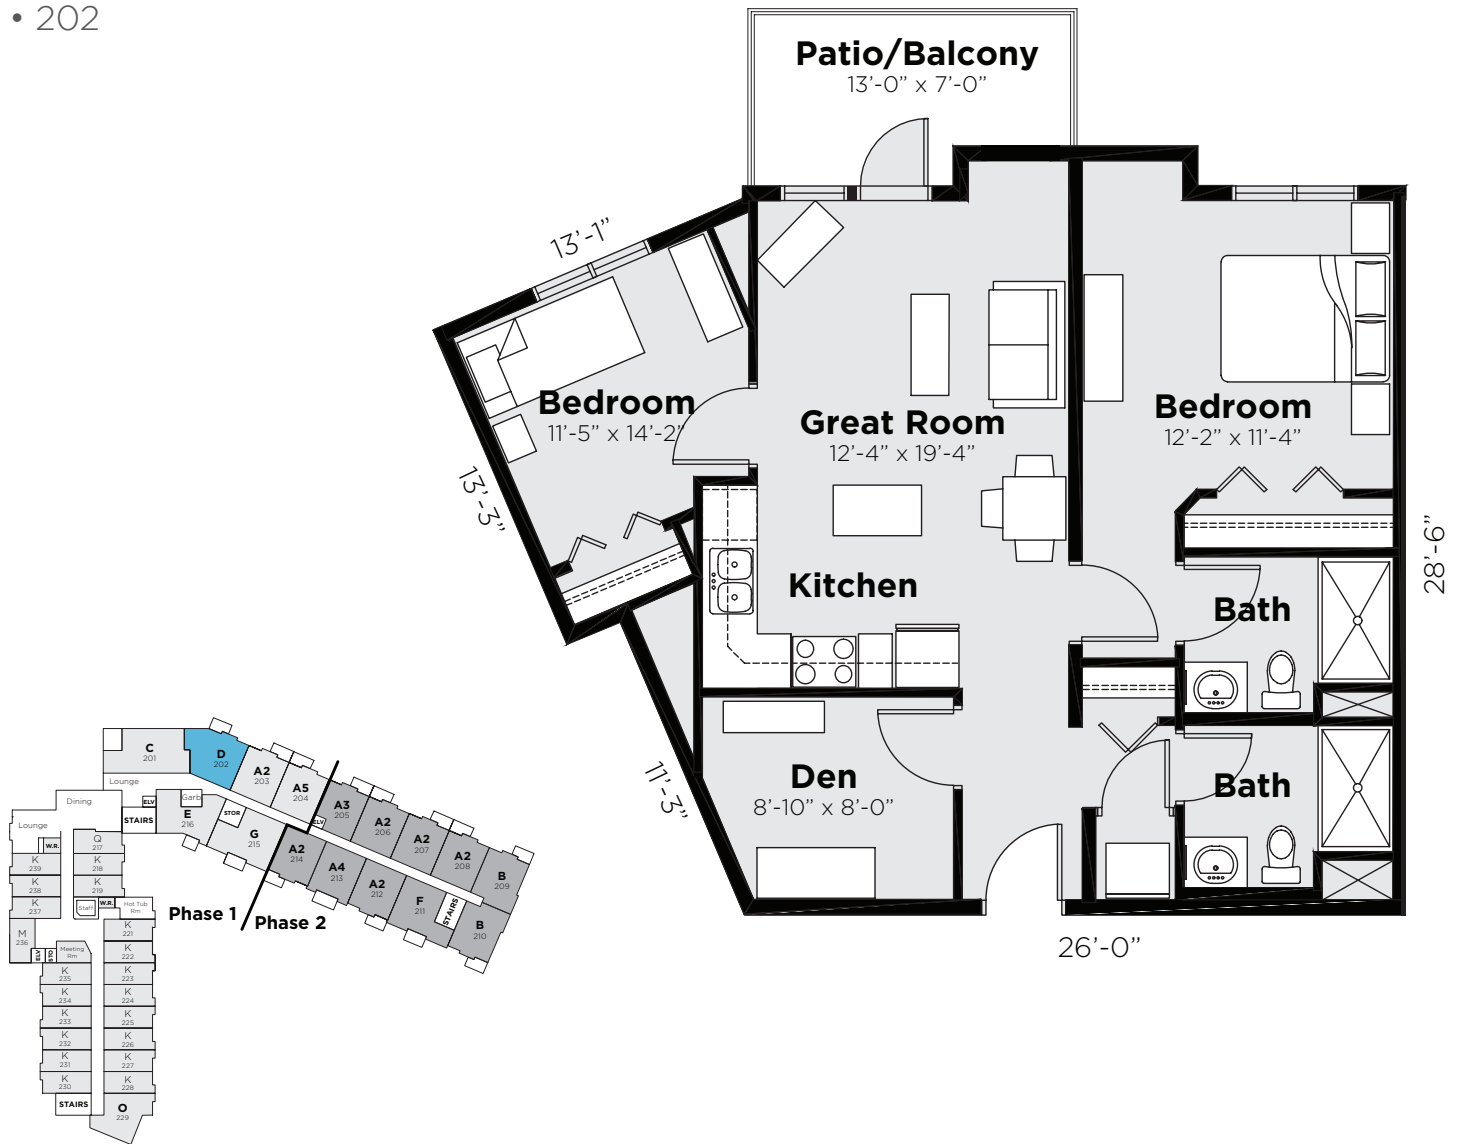 • 202
Patio/Balcony
13’-0” x 7’-0”
13’-1”
Bedroom
11’-5” x 14’-2”
13’-3”
Great Room
12’-4” x 19’-4”
Bedroom
12’-2” x 11’-4”
28’-6”
Kitchen
Bath
Den
8’-10” x 8’-0”
11’-3”
Bath
26’-0”
C
201
D
202
A2
203
A5
204
A3
205
A2
206
A2
207
A2
208
B
209
B
210
F
211
A2
212
A4
213
A2
214
G
215
E
216
Garb
STOR
ELV
ELV
STAIRS
STAIRS
Lounge
Dining
Lounge
W.R.
Q
217
K
218
K
219
K
239
K
238
K
237
Staff
W.R.
Hot Tub
Rm
Phase 1
Phase 2
M
236
ELV
STO
Meeting
Rm
K
221
K
222
K
223
K
224
K
225
K
226
K
227
K
228
K
235
K
234
K
233
K
232
K
231
K
230
STAIRS
O
229